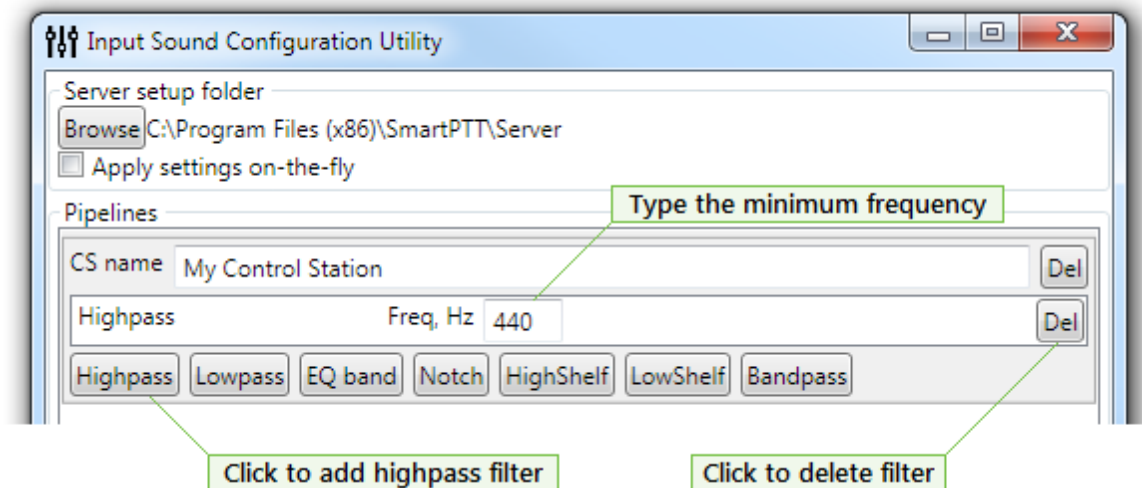 Input Sound Configuration Utility
Server setup folder
Browse C:\Program Files (x86)\SmartPTT\Server
Apply settings on-the-fly
Type the minimum frequency
Pipelines
CS name My Control Station Del
Highpass Freq, Hz 440 Del
Highpass Lowpass EQ band Notch HighShelf LowShelf Bandpass
Click to add highpass filter Click to delete filter